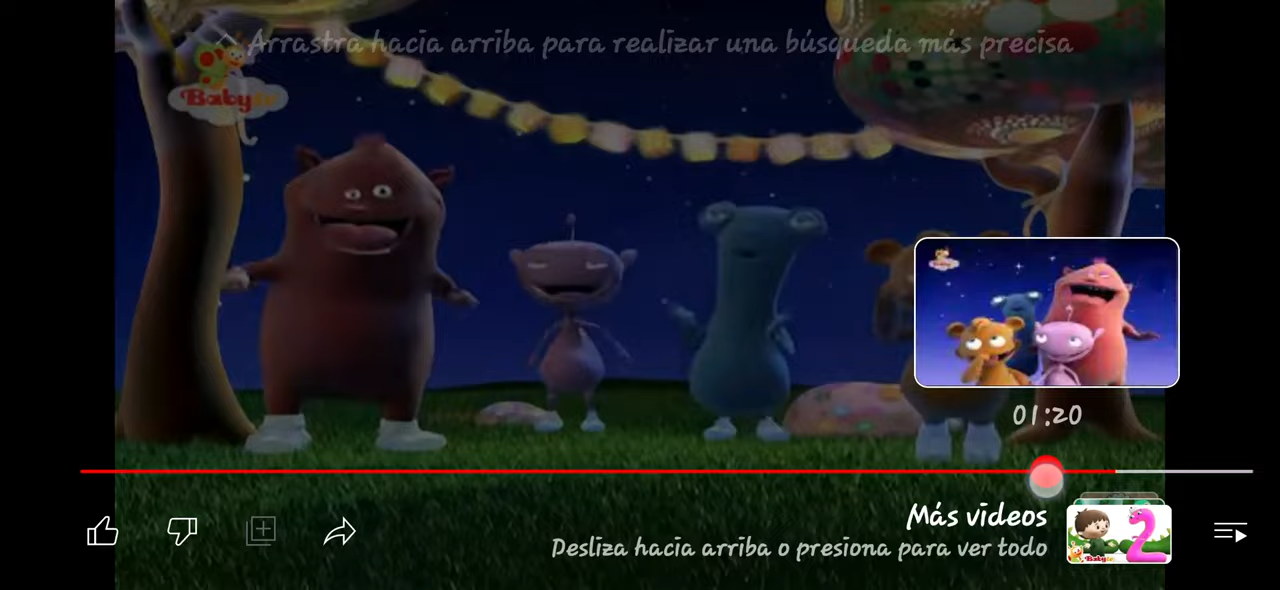 Arrastra hacia arriba para realizar una búsqueda más precisa
Babytv
01:20
Más videos
Desliza hacia arriba o presiona para ver todo
2
Babytv